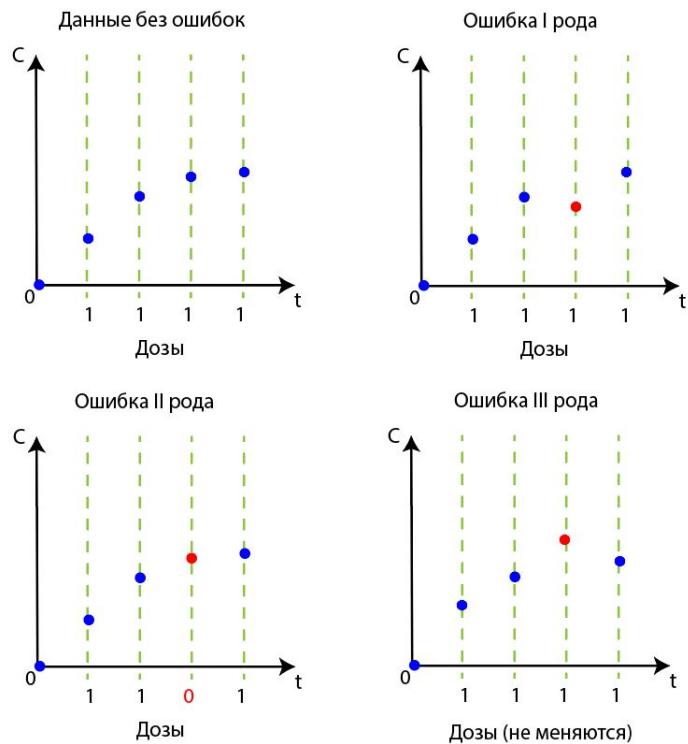 Данные без ошибок
C
0
t
1 1 1 1
Дозы
Ошибка I рода
C
0
t
1 1 1 1
Дозы
Ошибка II рода
C
0
t
1 1 0 1
Дозы
Ошибка III рода
C
0
t
1 1 1 1
Дозы (не меняются)